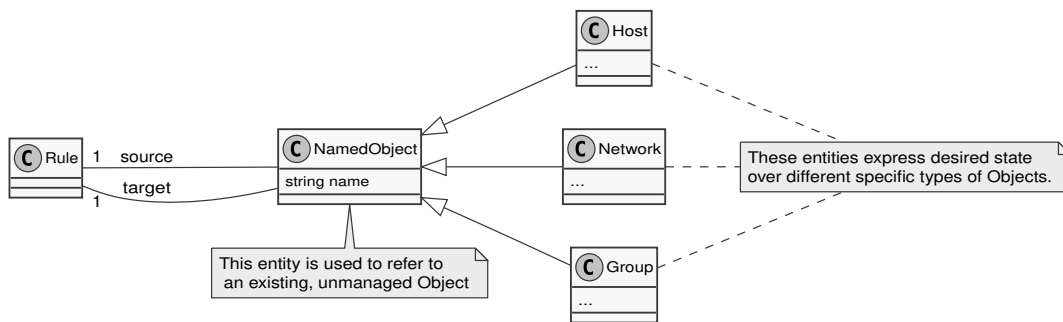 C Host
...
C Rule
1 source
target
1
C NamedObject
string name
C Network
...
These entities express desired state
over different specific types of Objects.
This entity is used to refer to
an existing, unmanaged Object
C Group
...